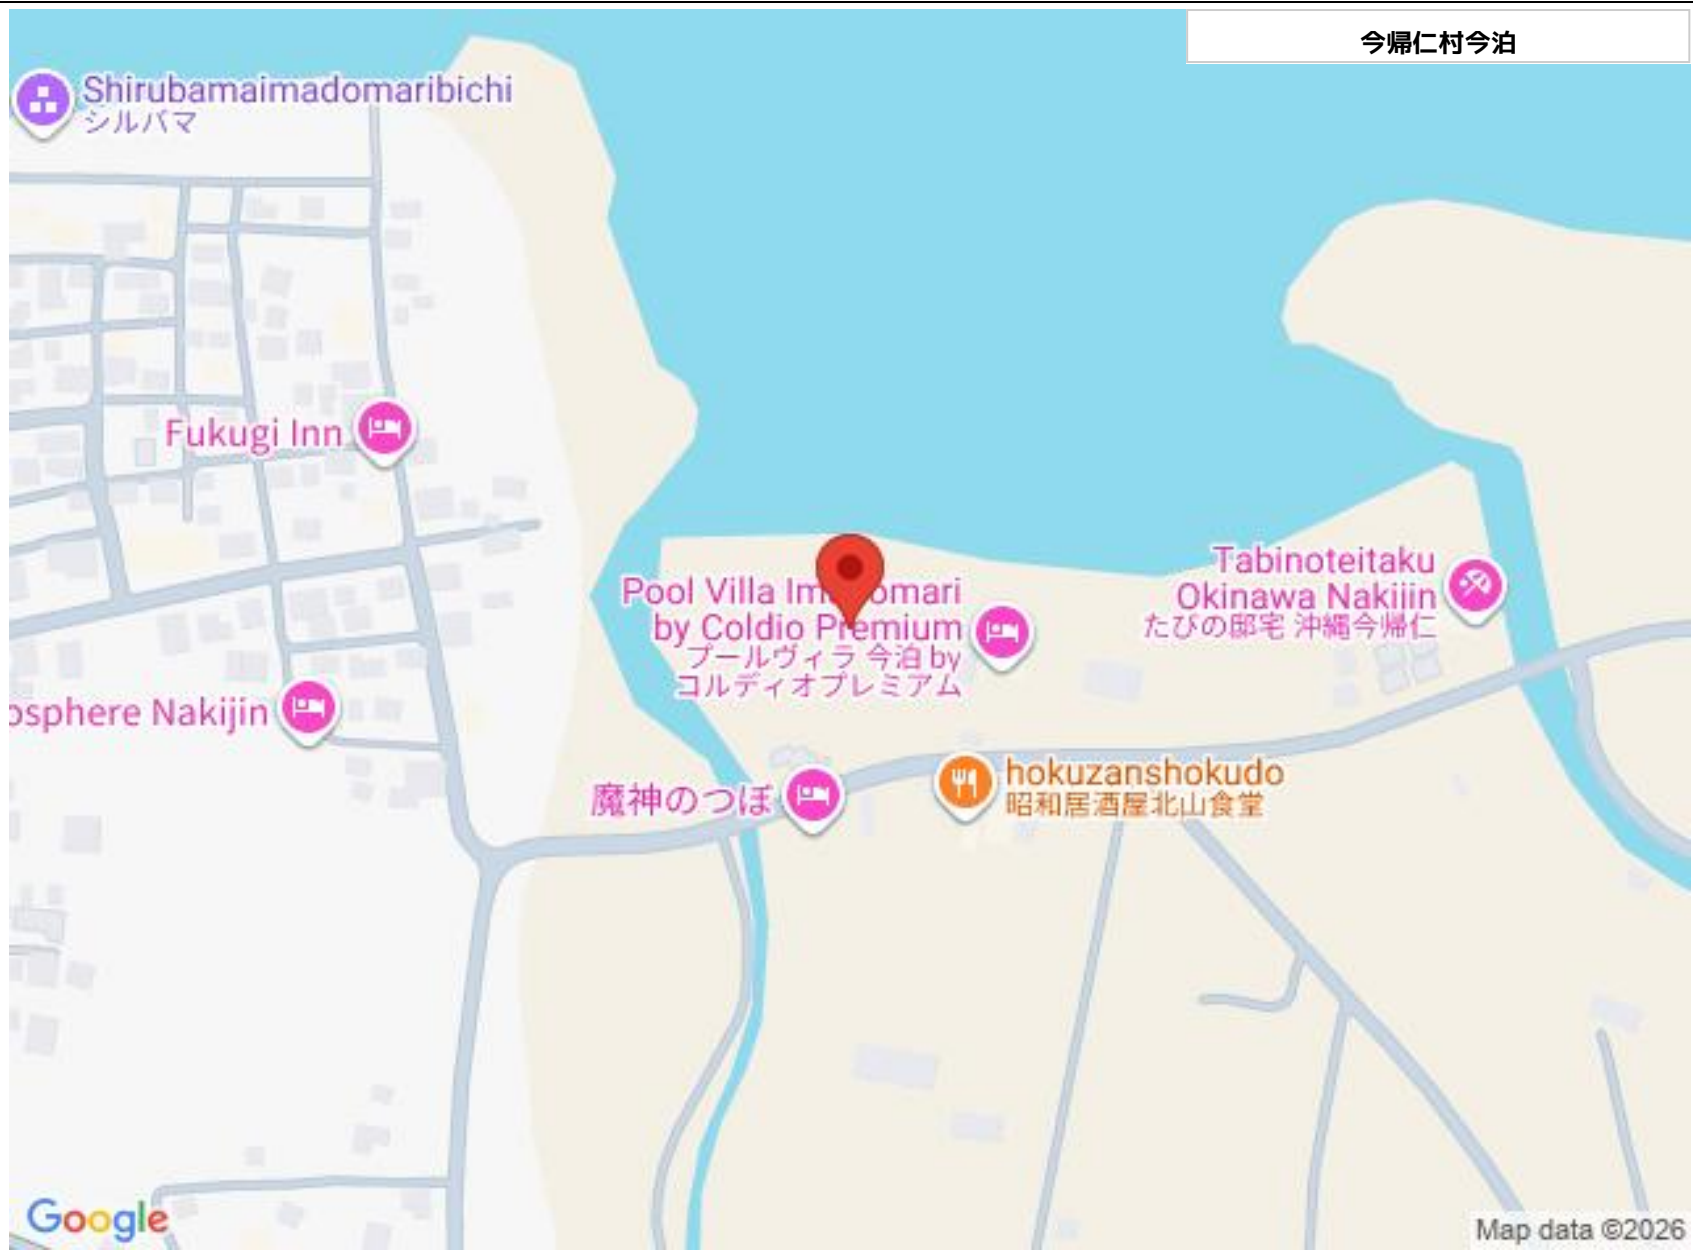 今帰仁村今泊
Shirubamaimadomaribichi
シルバマ
Fukugi Inn
Pool Villa Im omari
by Coldio Premium
プールヴィラ 今泊 by
コルディオプレミアム
Tabinoteitaku
Okinawa Nakijin
たびの邸宅 沖縄今帰仁
osphere Nakijin
魔神のつぼ
hokuzanshokudo
昭和居酒屋北山食堂
Google
Map data ©2026